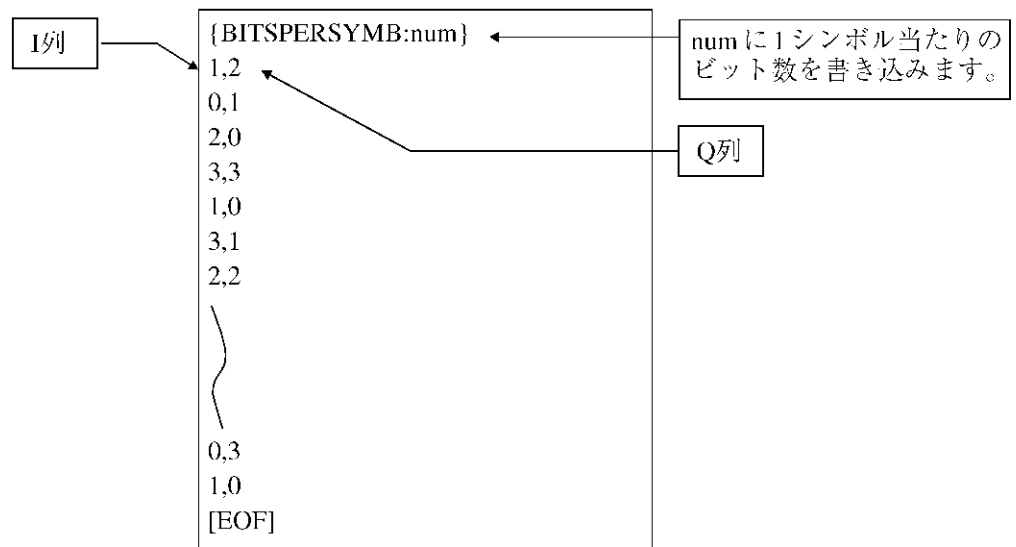 I列
{BITSPERSYMB:num}
numに1シンボル当たりの
ビット数を書き込みます。
1,2
0,1
2,0
3,3
1,0
3,1
2,2
Q列
0,3
1,0
[EOF]